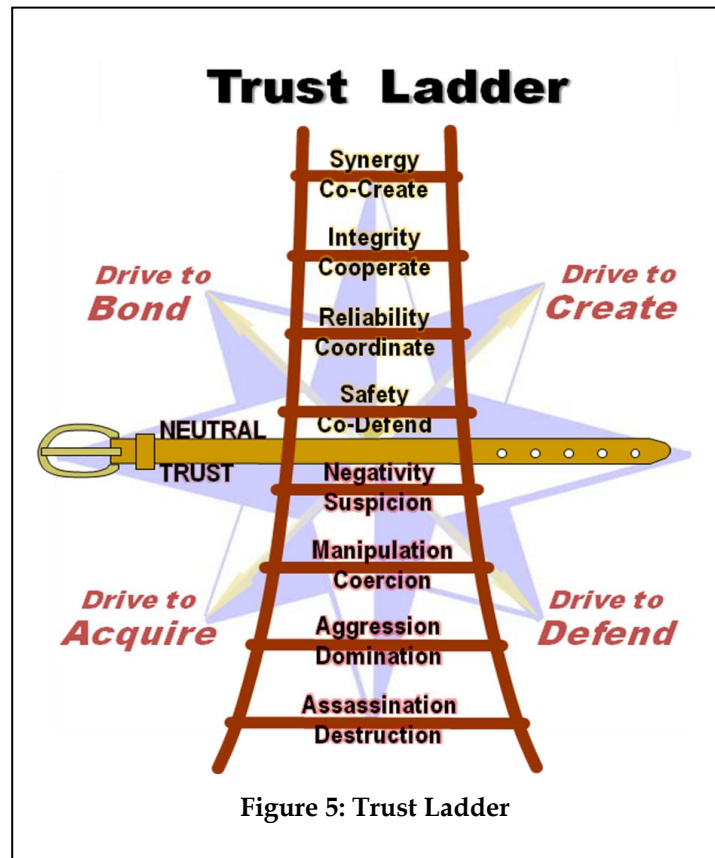 Trust Ladder
Synergy
Co-Create
Integrity
Cooperate
Drive to
Bond
Drive to
Create
Reliability
Coordinate
Safety
Co-Defend
NEUTRAL
TRUST
Negativity
Suspicion
Manipulation
Coercion
Drive to
Acquire
Drive to
Defend
Aggression
Domination
Assassination
Destruction
Figure 5: Trust Ladder